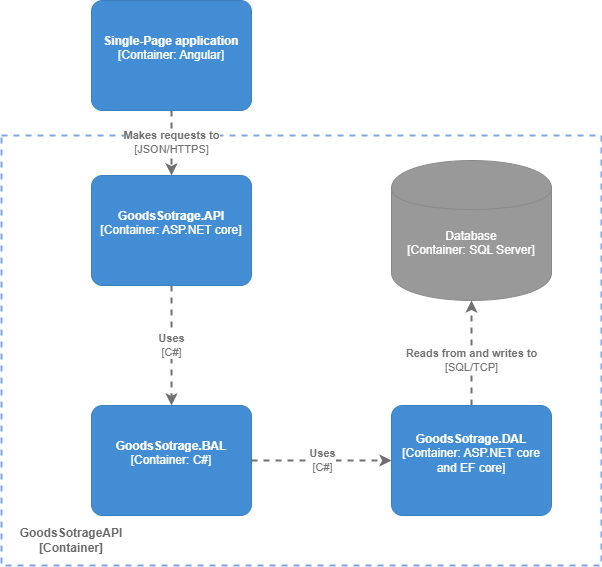 Single-Page application
[Container: Angular]
Makes requests to
[JSON/HTTPS]
GoodsSotrage.API
[Container: ASP.NET core]
Database
[Container: SQL Server]
Uses
[C#]
Reads from and writes to
[SQL/TCP]
GoodsSotrage.BAL
[Container: C#]
Uses
[C#]
GoodsSotrage.DAL
[Container: ASP.NET core
and EF core]
GoodsSotrageAPI
[Container]